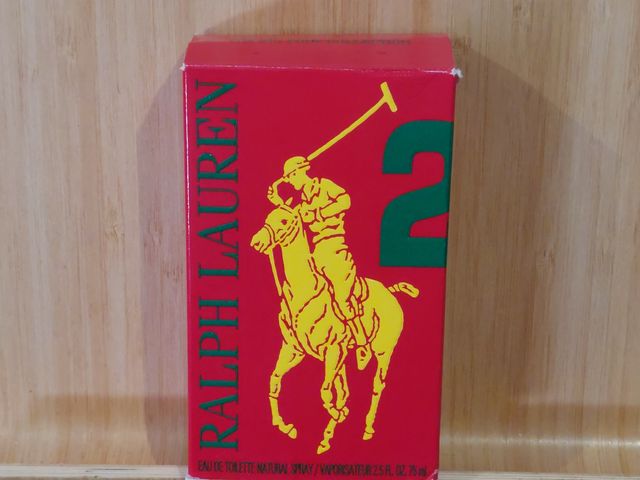 RALPH LAUREN
2
EAU DE TOILETTE NATURAL SPRAY / VAPORISATEUR 2.5 FL. OZ. 75 ml